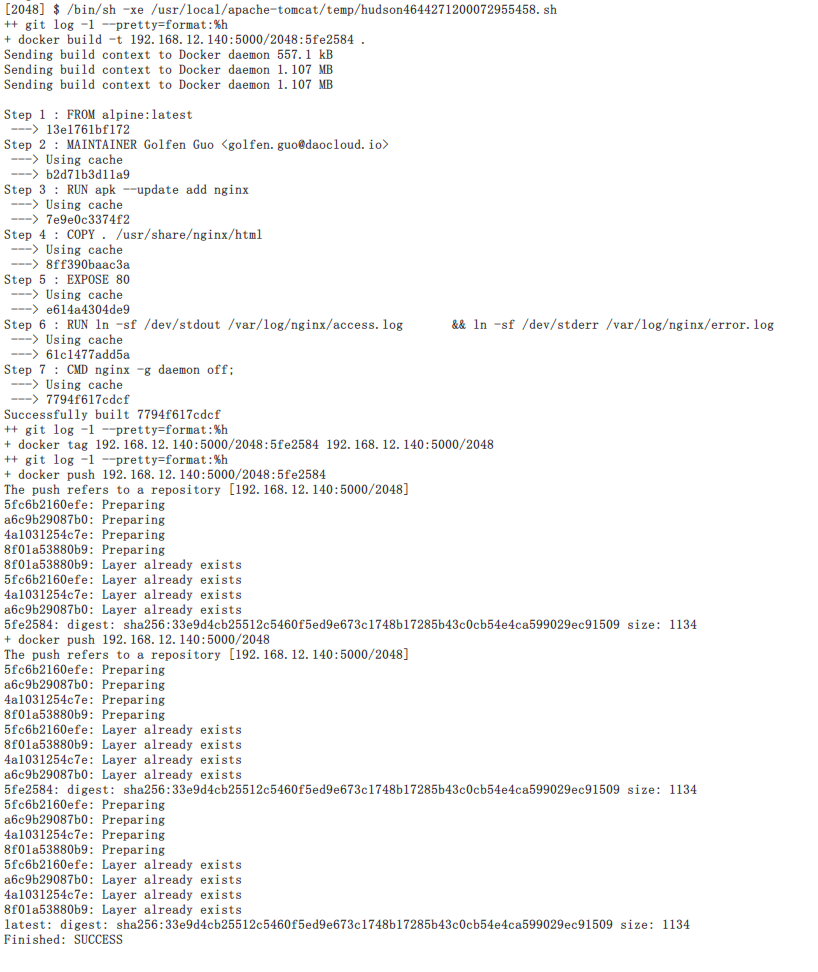 [2048] $ /bin/sh -xe /usr/local/apache-tomcat/temp/hudson4644271200072955458.sh
++ git log -1 --pretty=format:%h
+ docker build -t 192.168.12.140:5000/2048:5fe2584 .
Sending build context to Docker daemon 557.1 kB
Sending build context to Docker daemon 1.107 MB
Sending build context to Docker daemon 1.107 MB
Step 1 : FROM alpine:latest
---> 13e1761bf172
Step 2 : MAINTAINER Golfen Guo <golfen.guo@daocloud.io>
---> Using cache
---> b2d71b3d11a9
Step 3 : RUN apk --update add nginx
---> Using cache
---> 7e9e0c3374f2
Step 4 : COPY . /usr/share/nginx/html
---> Using cache
---> 8ff390baac3a
Step 5 : EXPOSE 80
---> Using cache
---> e614a4304de9
Step 6 : RUN ln -sf /dev/stdout /var/log/nginx/access.log && ln -sf /dev/stderr /var/log/nginx/error.log
---> Using cache
---> 61c1477add5a
Step 7 : CMD nginx -g daemon off;
---> Using cache
---> 7794f617cdcf
Successfully built 7794f617cdcf
++ git log -1 --pretty=format:%h
+ docker tag 192.168.12.140:5000/2048:5fe2584 192.168.12.140:5000/2048
++ git log -1 --pretty=format:%h
+ docker push 192.168.12.140:5000/2048:5fe2584
The push refers to a repository [192.168.12.140:5000/2048]
5fc6b2160efe: Preparing
a6c9b29087b0: Preparing
4a1031254c7e: Preparing
8f01a53880b9: Preparing
8f01a53880b9: Layer already exists
5fc6b2160efe: Layer already exists
4a1031254c7e: Layer already exists
a6c9b29087b0: Layer already exists
5fe2584: digest: sha256:33e9d4cb25512c5460f5ed9e673c1748b17285b43c0cb54e4ca599029ec91509 size: 1134
+ docker push 192.168.12.140:5000/2048
The push refers to a repository [192.168.12.140:5000/2048]
5fc6b2160efe: Preparing
a6c9b29087b0: Preparing
4a1031254c7e: Preparing
8f01a53880b9: Preparing
5fc6b2160efe: Layer already exists
8f01a53880b9: Layer already exists
4a1031254c7e: Layer already exists
a6c9b29087b0: Layer already exists
5fe2584: digest: sha256:33e9d4cb25512c5460f5ed9e673c1748b17285b43c0cb54e4ca599029ec91509 size: 1134
5fc6b2160efe: Preparing
a6c9b29087b0: Preparing
4a1031254c7e: Preparing
8f01a53880b9: Preparing
5fc6b2160efe: Layer already exists
a6c9b29087b0: Layer already exists
4a1031254c7e: Layer already exists
8f01a53880b9: Layer already exists
latest: digest: sha256:33e9d4cb25512c5460f5ed9e673c1748b17285b43c0cb54e4ca599029ec91509 size: 1134
Finished: SUCCESS